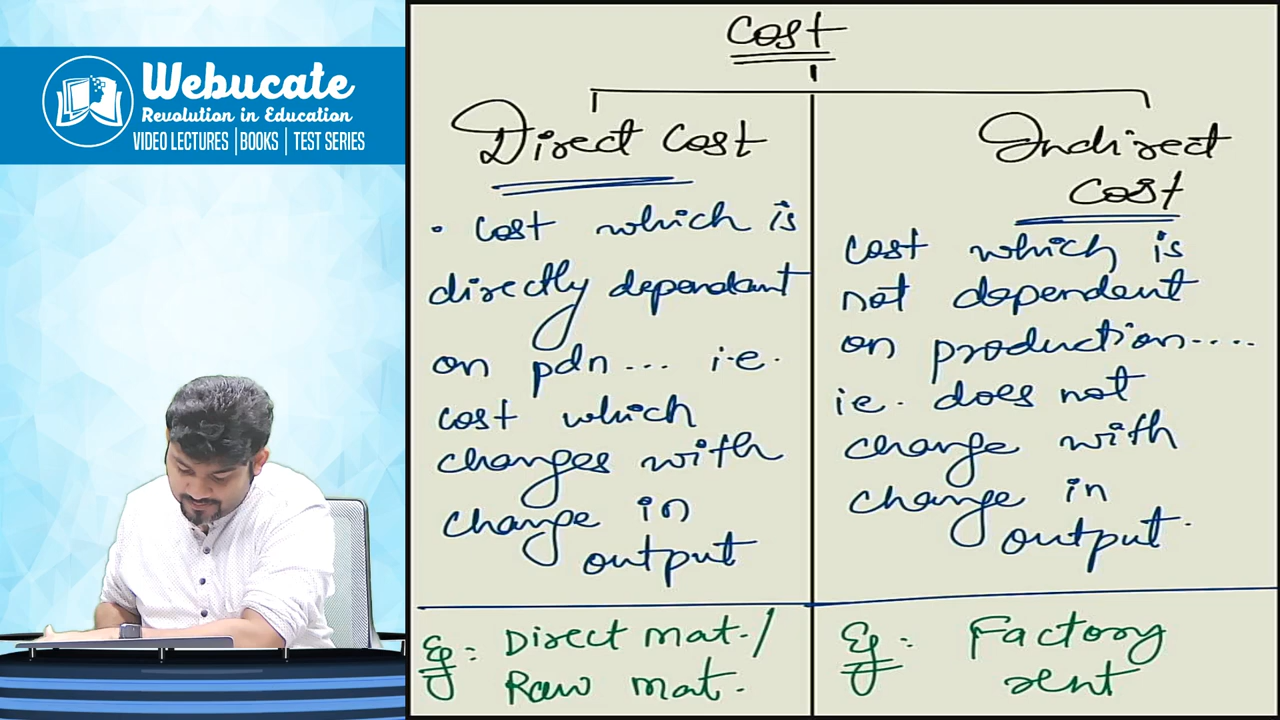 Webucate
Revolution in Education
VIDEO LECTURES | BOOKS | TEST SERIES
Cost
Direct Cost
• Cost which is
directly dependant
on pdn... i.e.
cost which
changes with
change in
output
Eg: Direct mat./
Raw mat.
Indirect
Cost
Cost which is
not dependent
on production....
i.e. does not
change with
change in
output.
Eg: Factory
rent